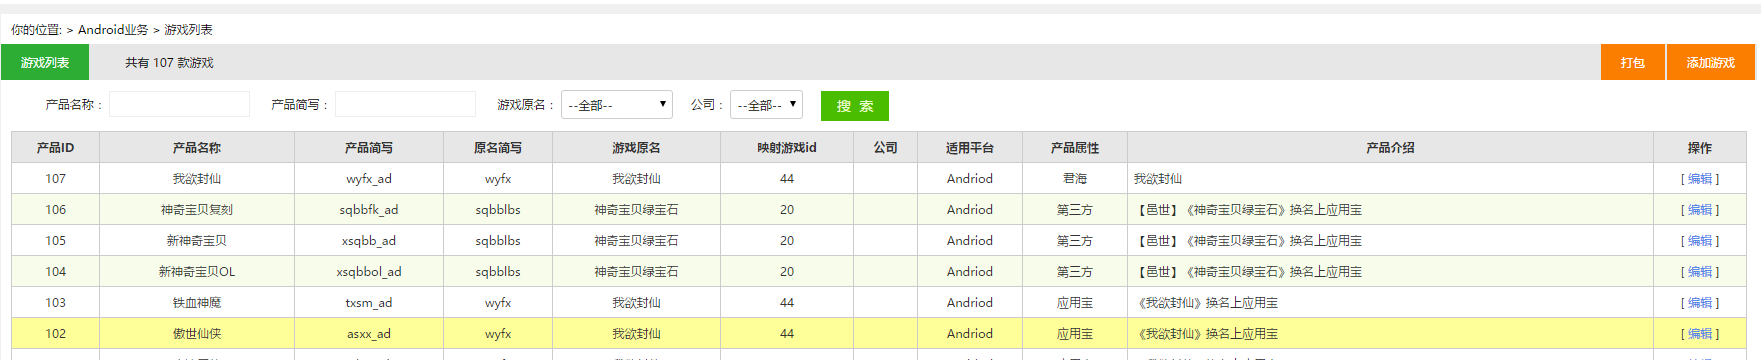 你的位置: > Android业务 > 游戏列表
游戏列表 共有 107 款游戏 打包 添加游戏
产品名称： 产品简写： 游戏原名： --全部-- 公司： --全部-- 搜 索
产品ID 产品名称 产品简写 原名简写 游戏原名 映射游戏id 公司 适用平台 产品属性 产品介绍 操作
107 我欲封仙 wyfx_ad wyfx 我欲封仙 44 Andriod 君海 我欲封仙 [ 编辑 ]
106 神奇宝贝复刻 sqbbfk_ad sqbblbs 神奇宝贝绿宝石 20 Andriod 第三方 【邑世】《神奇宝贝绿宝石》换名上应用宝 [ 编辑 ]
105 新神奇宝贝 xsqbb_ad sqbblbs 神奇宝贝绿宝石 20 Andriod 第三方 【邑世】《神奇宝贝绿宝石》换名上应用宝 [ 编辑 ]
104 新神奇宝贝OL xsqbbol_ad sqbblbs 神奇宝贝绿宝石 20 Andriod 第三方 【邑世】《神奇宝贝绿宝石》换名上应用宝 [ 编辑 ]
103 铁血神魔 txsm_ad wyfx 我欲封仙 44 Andriod 应用宝 《我欲封仙》换名上应用宝 [ 编辑 ]
102 傲世仙侠 asxx_ad wyfx 我欲封仙 44 Andriod 应用宝 《我欲封仙》换名上应用宝 [ 编辑 ]